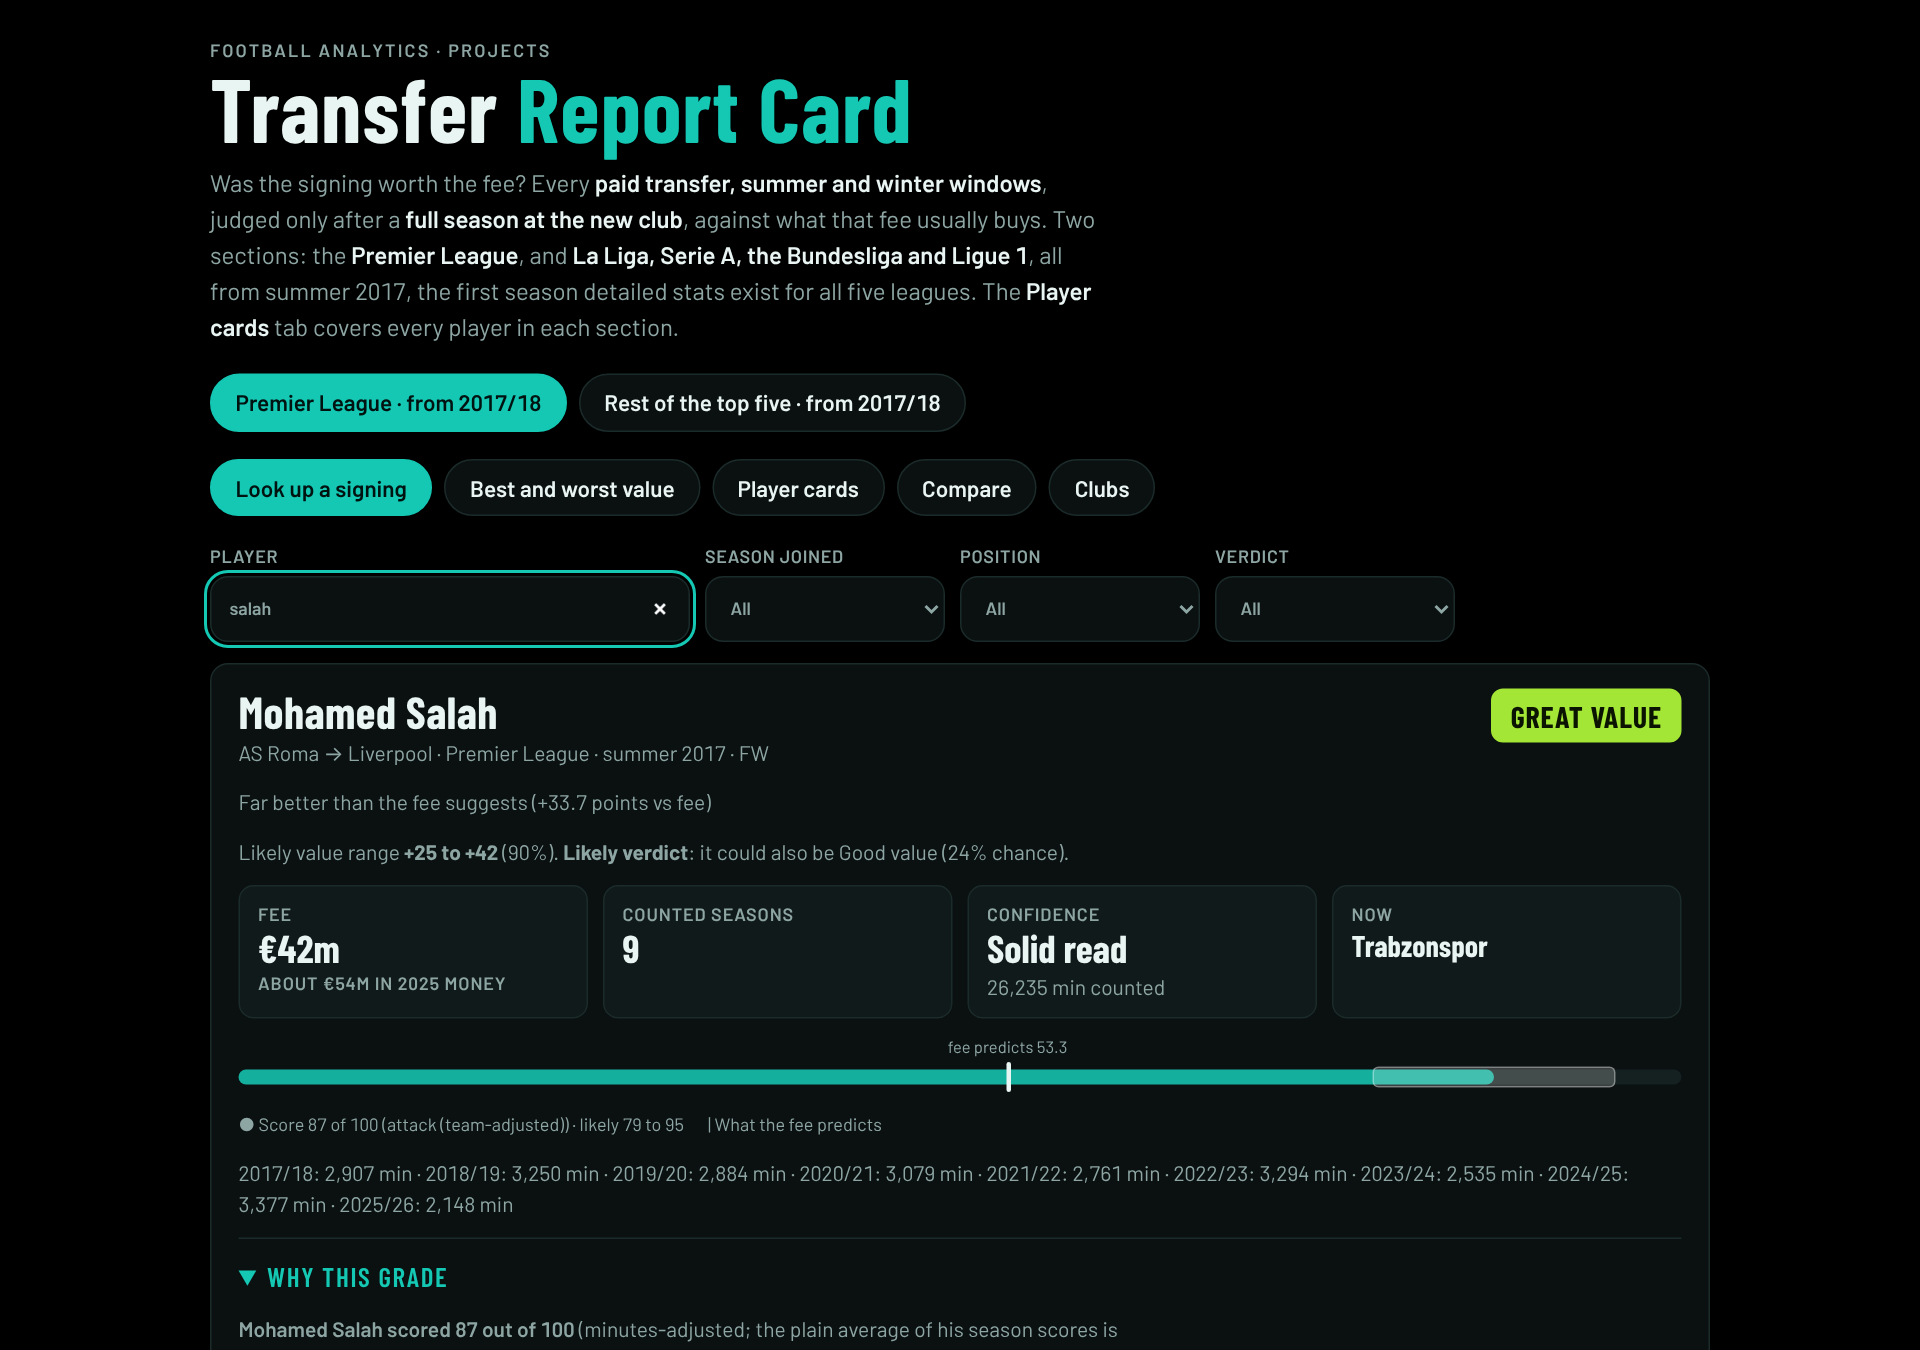 FOOTBALL ANALYTICS · PROJECTS
Transfer Report Card
Was the signing worth the fee? Every paid transfer, summer and winter windows,
judged only after a full season at the new club, against what that fee usually buys. Two
sections: the Premier League, and La Liga, Serie A, the Bundesliga and Ligue 1, all
from summer 2017, the first season detailed stats exist for all five leagues. The Player
cards tab covers every player in each section.
Premier League · from 2017/18 Rest of the top five · from 2017/18
Look up a signing Best and worst value Player cards Compare Clubs
PLAYER SEASON JOINED POSITION VERDICT
salah × All All All
Mohamed Salah GREAT VALUE
AS Roma → Liverpool · Premier League · summer 2017 · FW
Far better than the fee suggests (+33.7 points vs fee)
Likely value range +25 to +42 (90%). Likely verdict: it could also be Good value (24% chance).
FEE COUNTED SEASONS CONFIDENCE NOW
€42m 9 Solid read Trabzonspor
ABOUT €54M IN 2025 MONEY 26,235 min counted
fee predicts 53.3
● Score 87 of 100 (attack (team-adjusted)) · likely 79 to 95 | What the fee predicts
2017/18: 2,907 min · 2018/19: 3,250 min · 2019/20: 2,884 min · 2020/21: 3,079 min · 2021/22: 2,761 min · 2022/23: 3,294 min · 2023/24: 2,535 min · 2024/25:
3,377 min · 2025/26: 2,148 min
▼ WHY THIS GRADE
Mohamed Salah scored 87 out of 100 (minutes-adjusted; the plain average of his season scores is